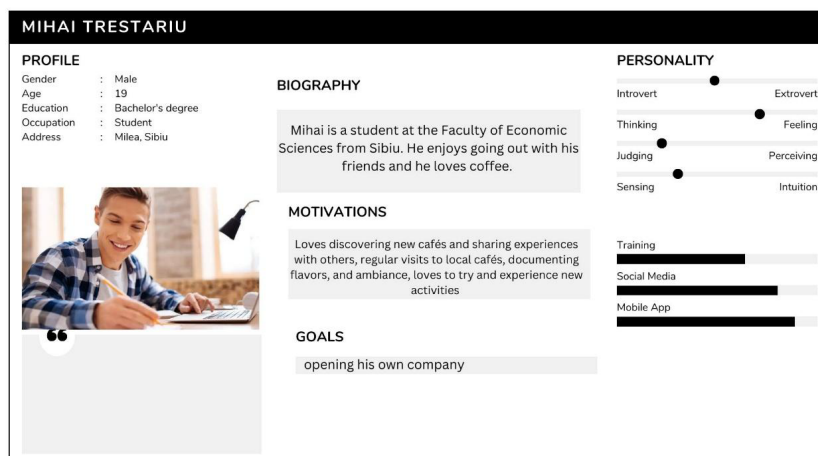 MIHAI TRESTARIU
PROFILE
Gender : Male
Age : 19
Education : Bachelor's degree
Occupation : Student
Address : Milea, Sibiu
BIOGRAPHY
Mihai is a student at the Faculty of Economic
Sciences from Sibiu. He enjoys going out with his
friends and he loves coffee.
MOTIVATIONS
Loves discovering new cafés and sharing experiences
with others, regular visits to local cafés, documenting
flavors, and ambiance, loves to try and experience new
activities
GOALS
opening his own company
PERSONALITY
Introvert Extrovert
Thinking Feeling
Judging Perceiving
Sensing Intuition
Training
Social Media
Mobile App